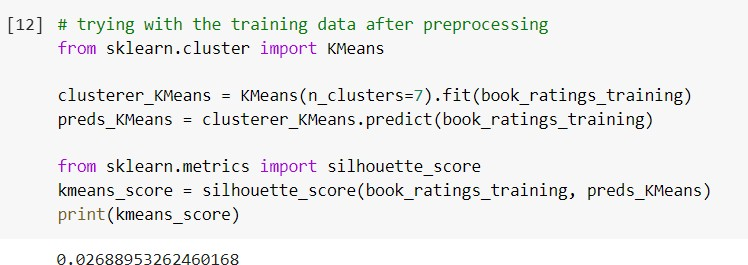 [12] # trying with the training data after preprocessing
from sklearn.cluster import KMeans
clusterer_KMeans = KMeans(n_clusters=7).fit(book_ratings_training)
preds_KMeans = clusterer_KMeans.predict(book_ratings_training)
from sklearn.metrics import silhouette_score
kmeans_score = silhouette_score(book_ratings_training, preds_KMeans)
print(kmeans_score)
0.02688953262460168